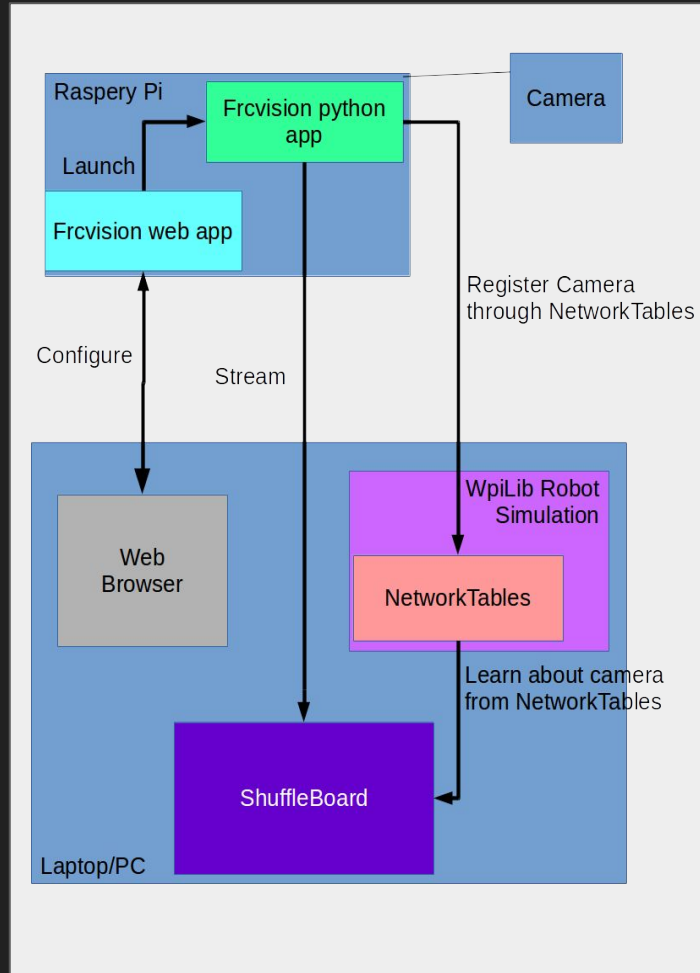 Raspery Pi
Frcvision python
app
Camera
Launch
Frcvision web app
Register Camera
through NetworkTables
Configure
Stream
WpiLib Robot
Simulation
Web
Browser
NetworkTables
Learn about camera
from NetworkTables
ShuffleBoard
Laptop/PC